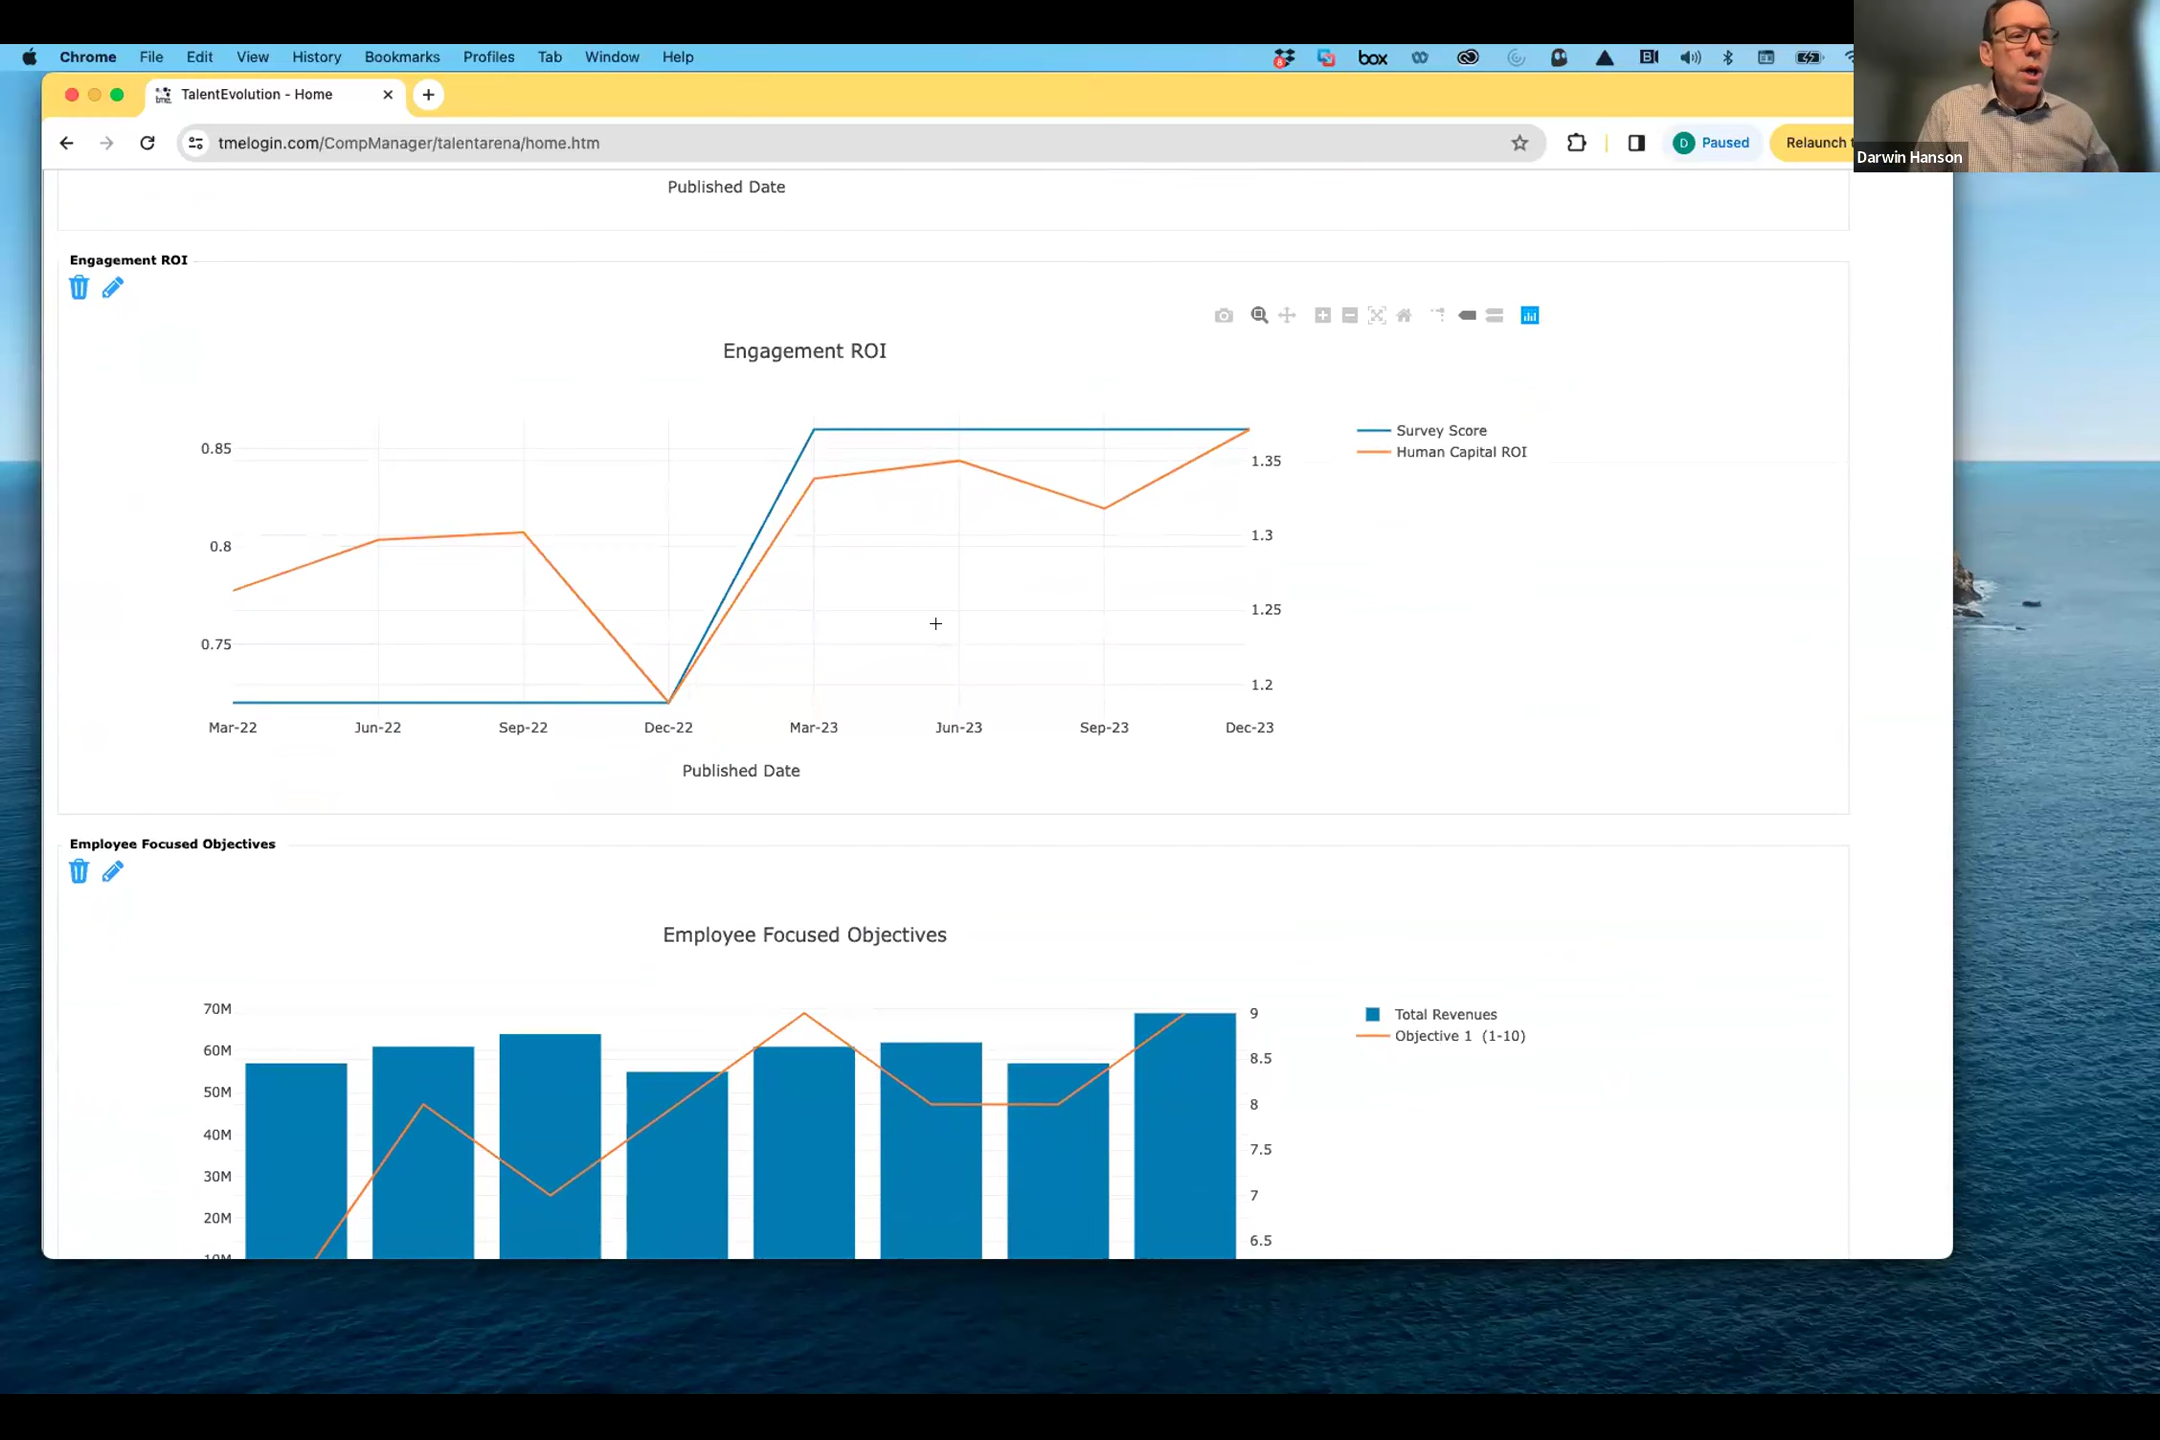 Chrome File Edit View History Bookmarks Profiles Tab Window Help
8 box
TalentEvolution - Home
tme.
tmelogin.com/CompManager/talentarena/home.htm
D Paused
Relaunch t
Darwin Hanson
Published Date
Engagement ROI
Engagement ROI
Survey Score
Human Capital ROI
0.85
0.8
0.75
1.35
1.3
1.25
1.2
Mar-22 Jun-22 Sep-22 Dec-22 Mar-23 Jun-23 Sep-23 Dec-23
Published Date
Employee Focused Objectives
Employee Focused Objectives
Total Revenues
Objective 1 (1-10)
70M
60M
50M
40M
30M
20M
10M
9
8.5
8
7.5
7
6.5